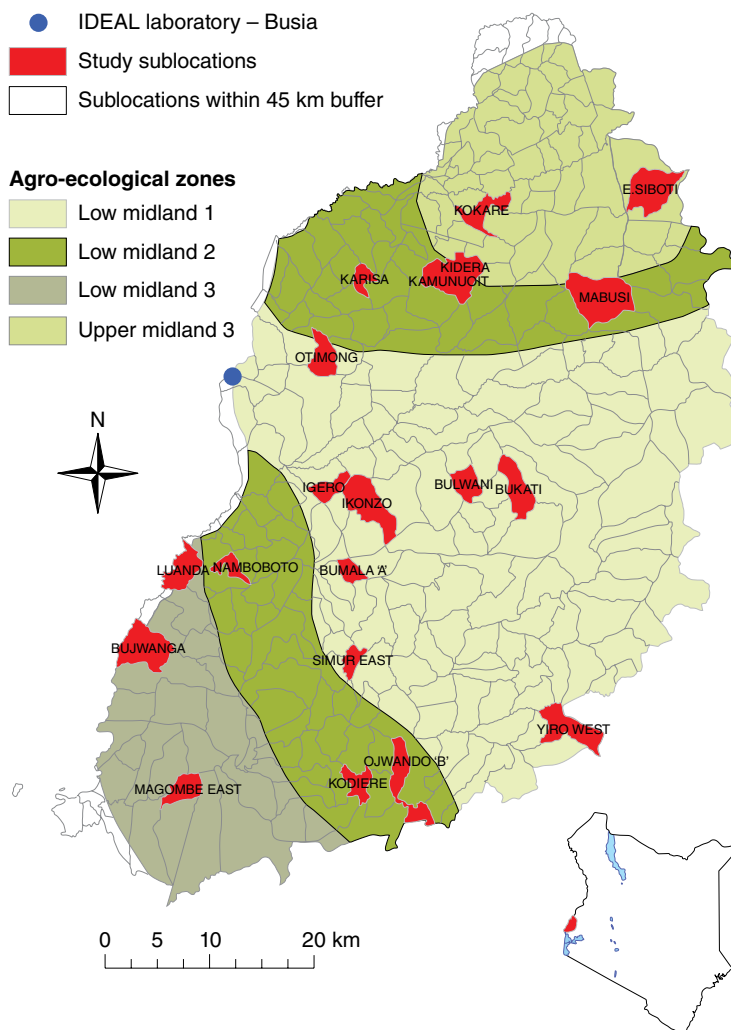 IDEAL laboratory – Busia
Study sublocations
Sublocations within 45 km buffer
Agro-ecological zones
Low midland 1
Low midland 2
Low midland 3
Upper midland 3
E.SIBOTI
KOKARE
KIDERA
KARISA
KAMUNUOIT
MABUSI
OTIMONG
N
IGERO
IKONZO
BULWANI
BUKATI
LUANDA
NAMBOBOTO
BUMALA ‘A’
BUJWANGA
SIMUR EAST
YIRO WEST
OJWANDO ‘B’
KODIERE
MAGOMBE EAST
0 5 10 20 km